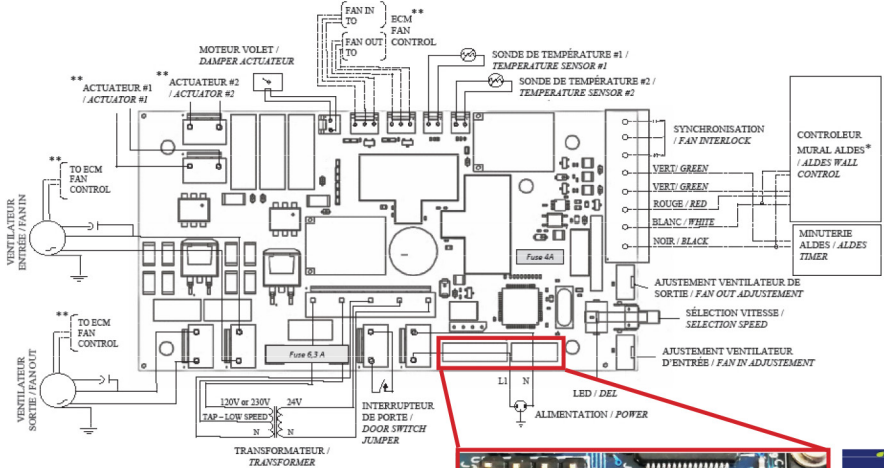 FAN IN
TO
FAN OUT
TO
ECM **
FAN
CONTROL
MOTEUR VOLET /
DAMPER ACTUATEUR
SONDE DE TEMPÉRATURE #1 /
TEMPERATURE SENSOR #1
SONDE DE TEMPÉRATURE #2 /
TEMPERATURE SENSOR #2
** ACTUATEUR #1
/ ACTUATOR #1
** ACTUATEUR #2
/ ACTUATOR #2
SYNCHRONISATION
/ FAN INTERLOCK
VERT/ GREEN
VERT/ GREEN
ROUGE / RED
BLANC / WHITE
NOIR / BLACK
CONTROLEUR
MURAL ALDES*
/ ALDES WALL
CONTROL
MINUTERIE
ALDES / ALDES
TIMER
** TO ECM
FAN
CONTROL
VENTILATEUR
ENTRÉE / FAN IN
Fuse 4A
AJUSTEMENT VENTILATEUR DE
SORTIE / FAN OUT ADJUSTEMENT
SÉLECTION VITESSE /
SELECTION SPEED
AJUSTEMENT VENTILATEUR
D'ENTRÉE / FAN IN ADJUSTEMENT
** TO ECM
FAN
CONTROL
VENTILATEUR
SORTIE / FAN OUT
Fuse 6,3 A
120V or 230V 24V
TAP – LOW SPEED
N N
TRANSFORMATEUR /
TRANSFORMER
INTERRUPTEUR
DE PORTE /
DOOR SWITCH
JUMPER
L1 N
LED / DEL
ALIMENTATION / POWER